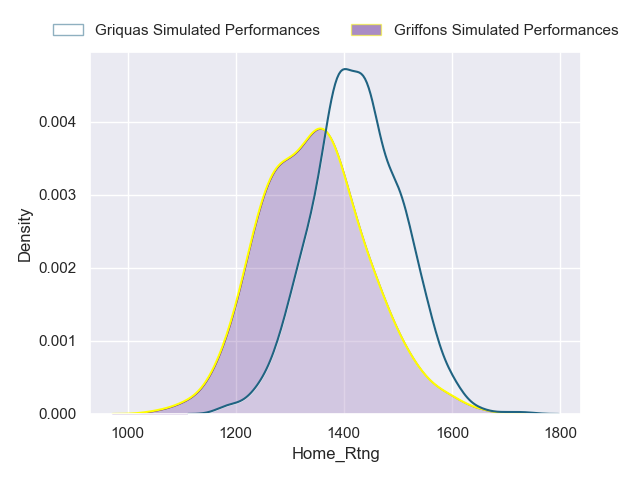 Griquas Simulated Performances Griffons Simulated Performances
Density
0.004
0.003
0.002
0.001
0.000
1000 1200 1400 1600 1800
Home_Rtng